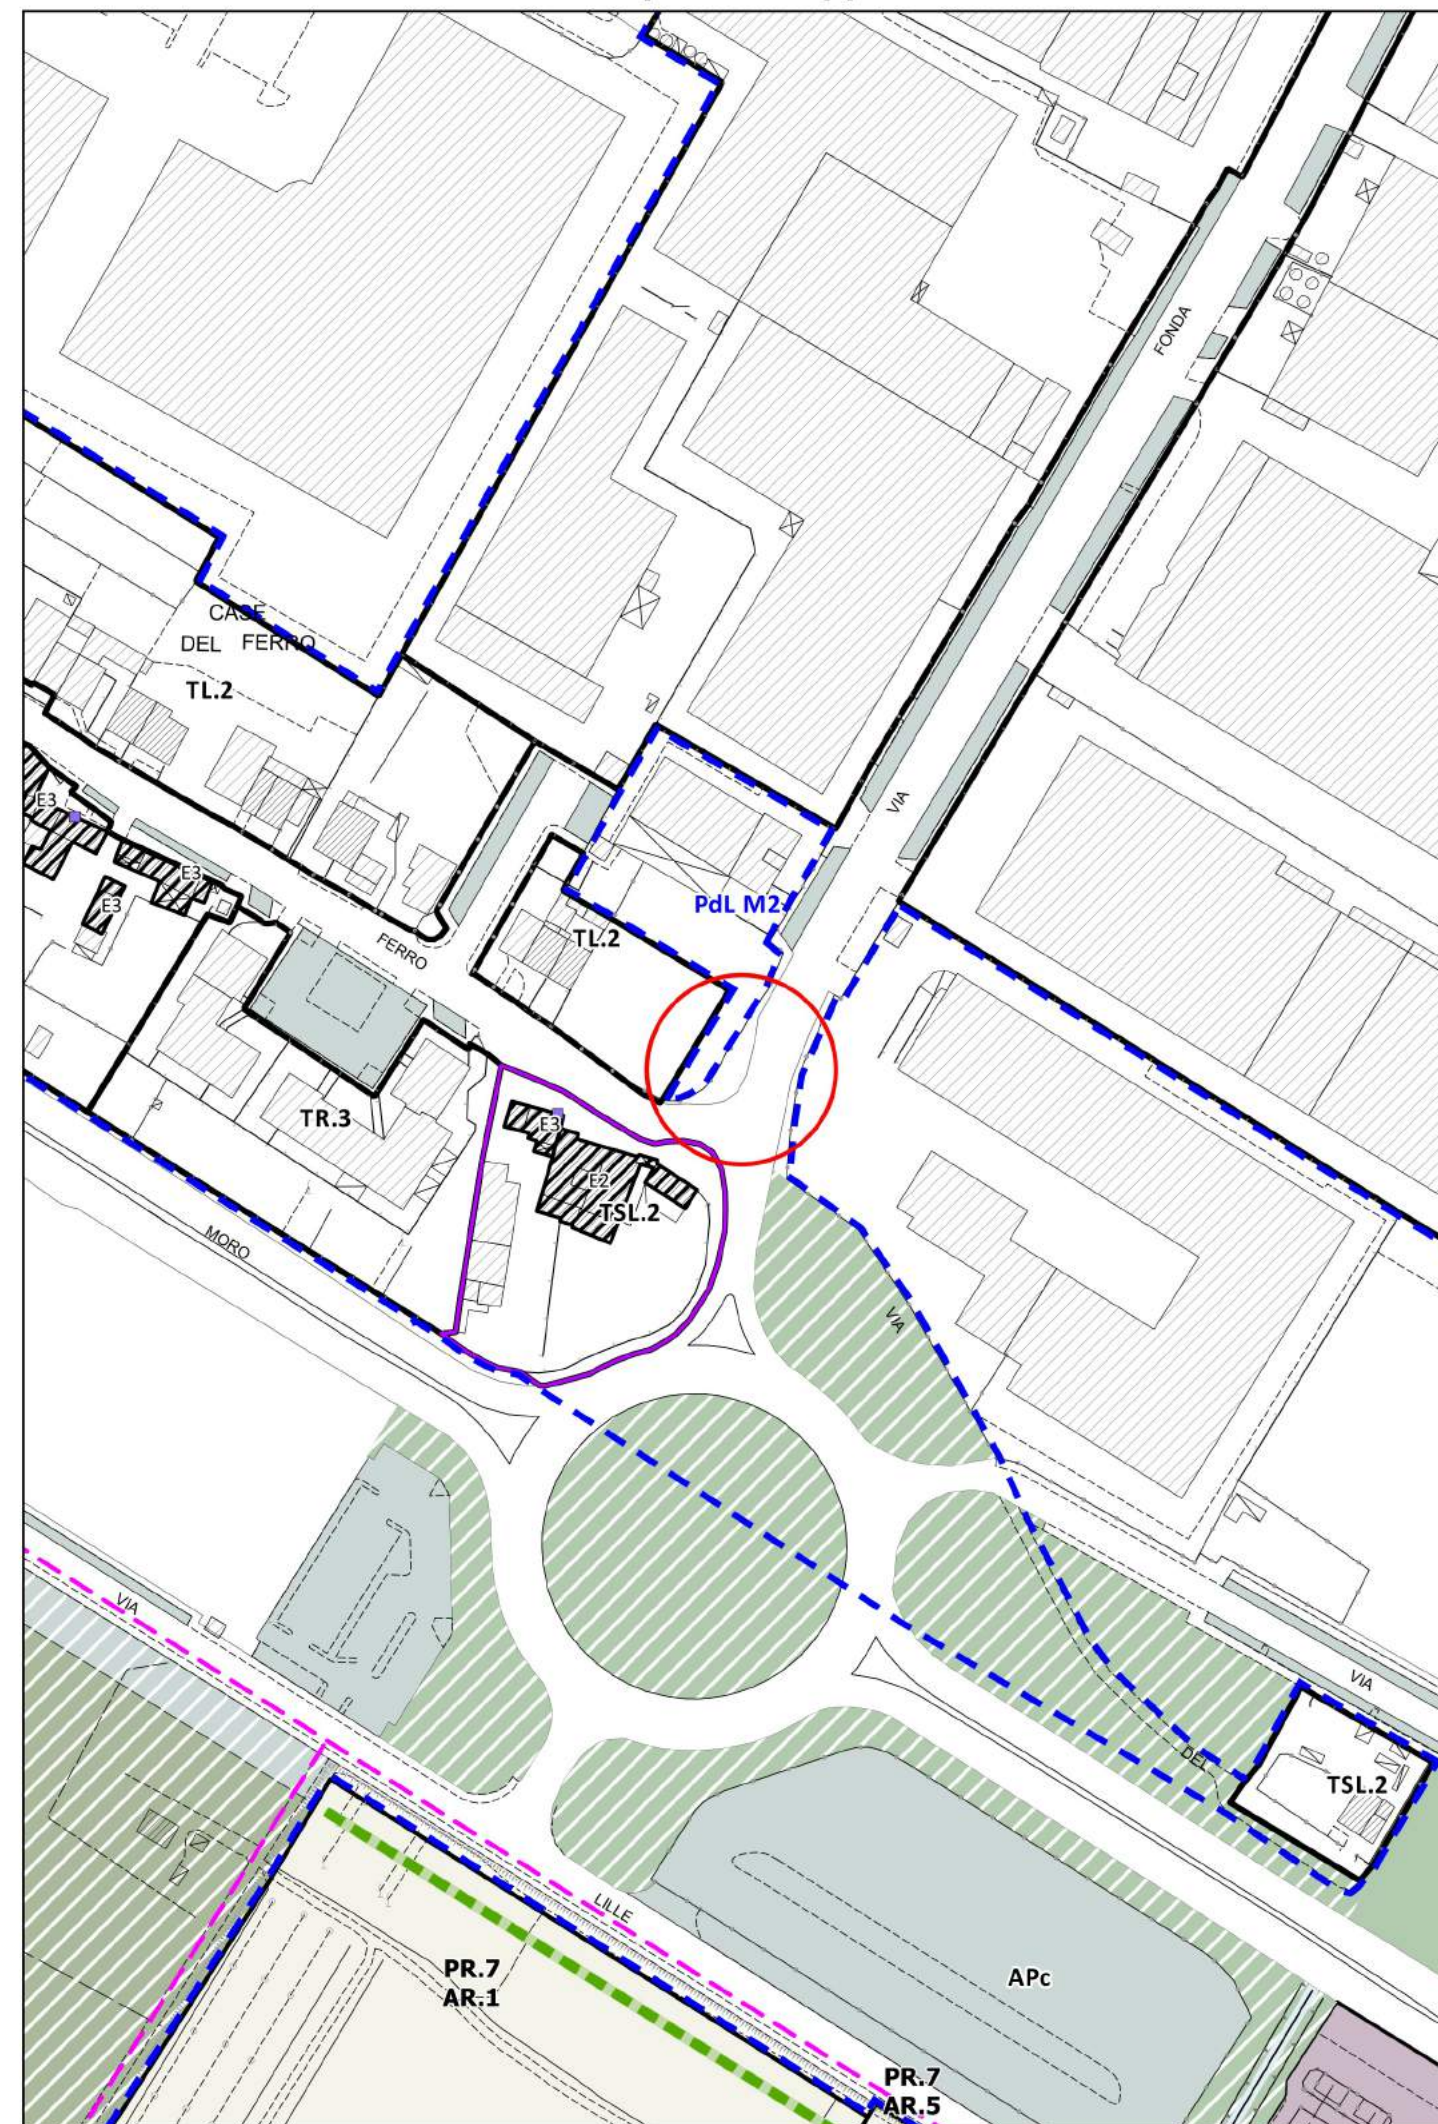 FONDA
CASE
DEL FERRO
TL.2
E3
VIA
E3
E3
PdL M2
FERRO
TL.2
TR.3
E3
E2
TSL.2
MORO
VIA
VIA
VIA
DEL
TSL.2
LILLE
PR.7
AR.1
APc
PR.7
AR.5